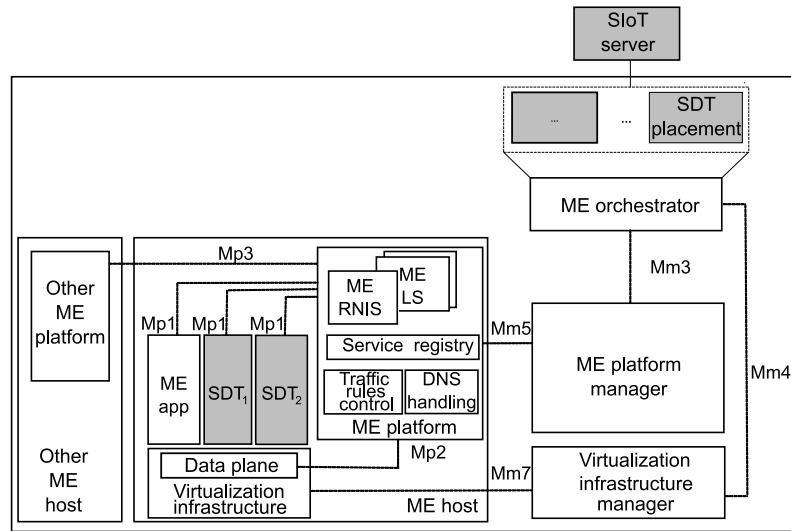 SIoT
server
...
...
SDT
placement
ME orchestrator
Mm3
Mm4
Other
ME
platform
Other
ME
host
Mp3
Mp1
Mp1
Mp1
ME
app
SDT1
SDT2
ME
RNIS
ME
LS
Service registry
Traffic
rules
control
DNS
handling
ME platform
Mp2
Data plane
Virtualization
infrastructure
ME host
Mm5
ME platform
manager
Mm7
Virtualization
infrastructure
manager